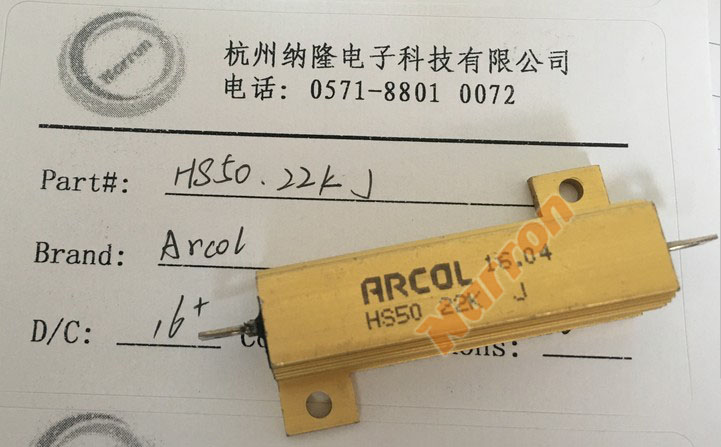 Narron
杭州纳隆电子科技有限公司
电话: 0571-8801 0072
Part#: HS50.22K J
Brand: Arcol
D/C: 16+
ARCOL 16.04
HS50 22K J
Narron